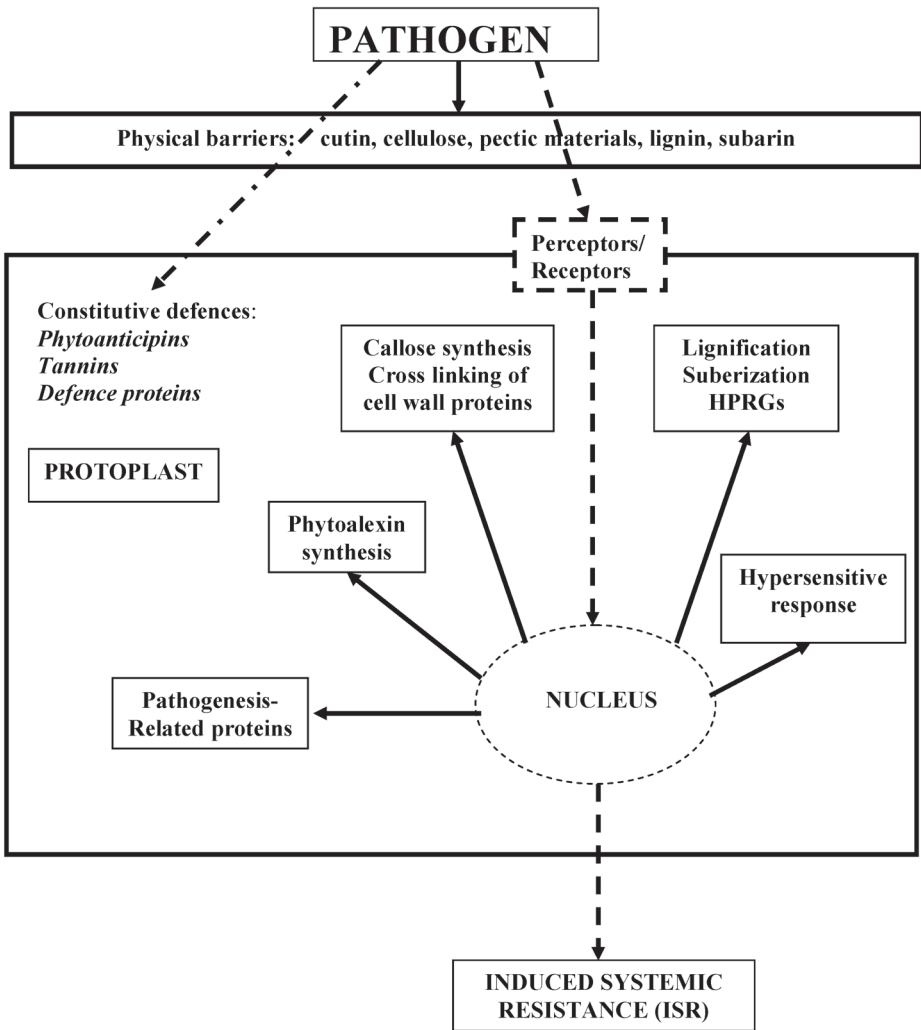 PATHOGEN
Physical barriers: cutin, cellulose, pectic materials, lignin, subarin
Perceptors/
Receptors
Constitutive defences:
Phytoanticipins
Tannins
Defence proteins
Callose synthesis
Cross linking of
cell wall proteins
Lignification
Suberization
HPRGs
PROTOPLAST
Phytoalexin
synthesis
Hypersensitive
response
Pathogenesis-
Related proteins
NUCLEUS
INDUCED SYSTEMIC
RESISTANCE (ISR)